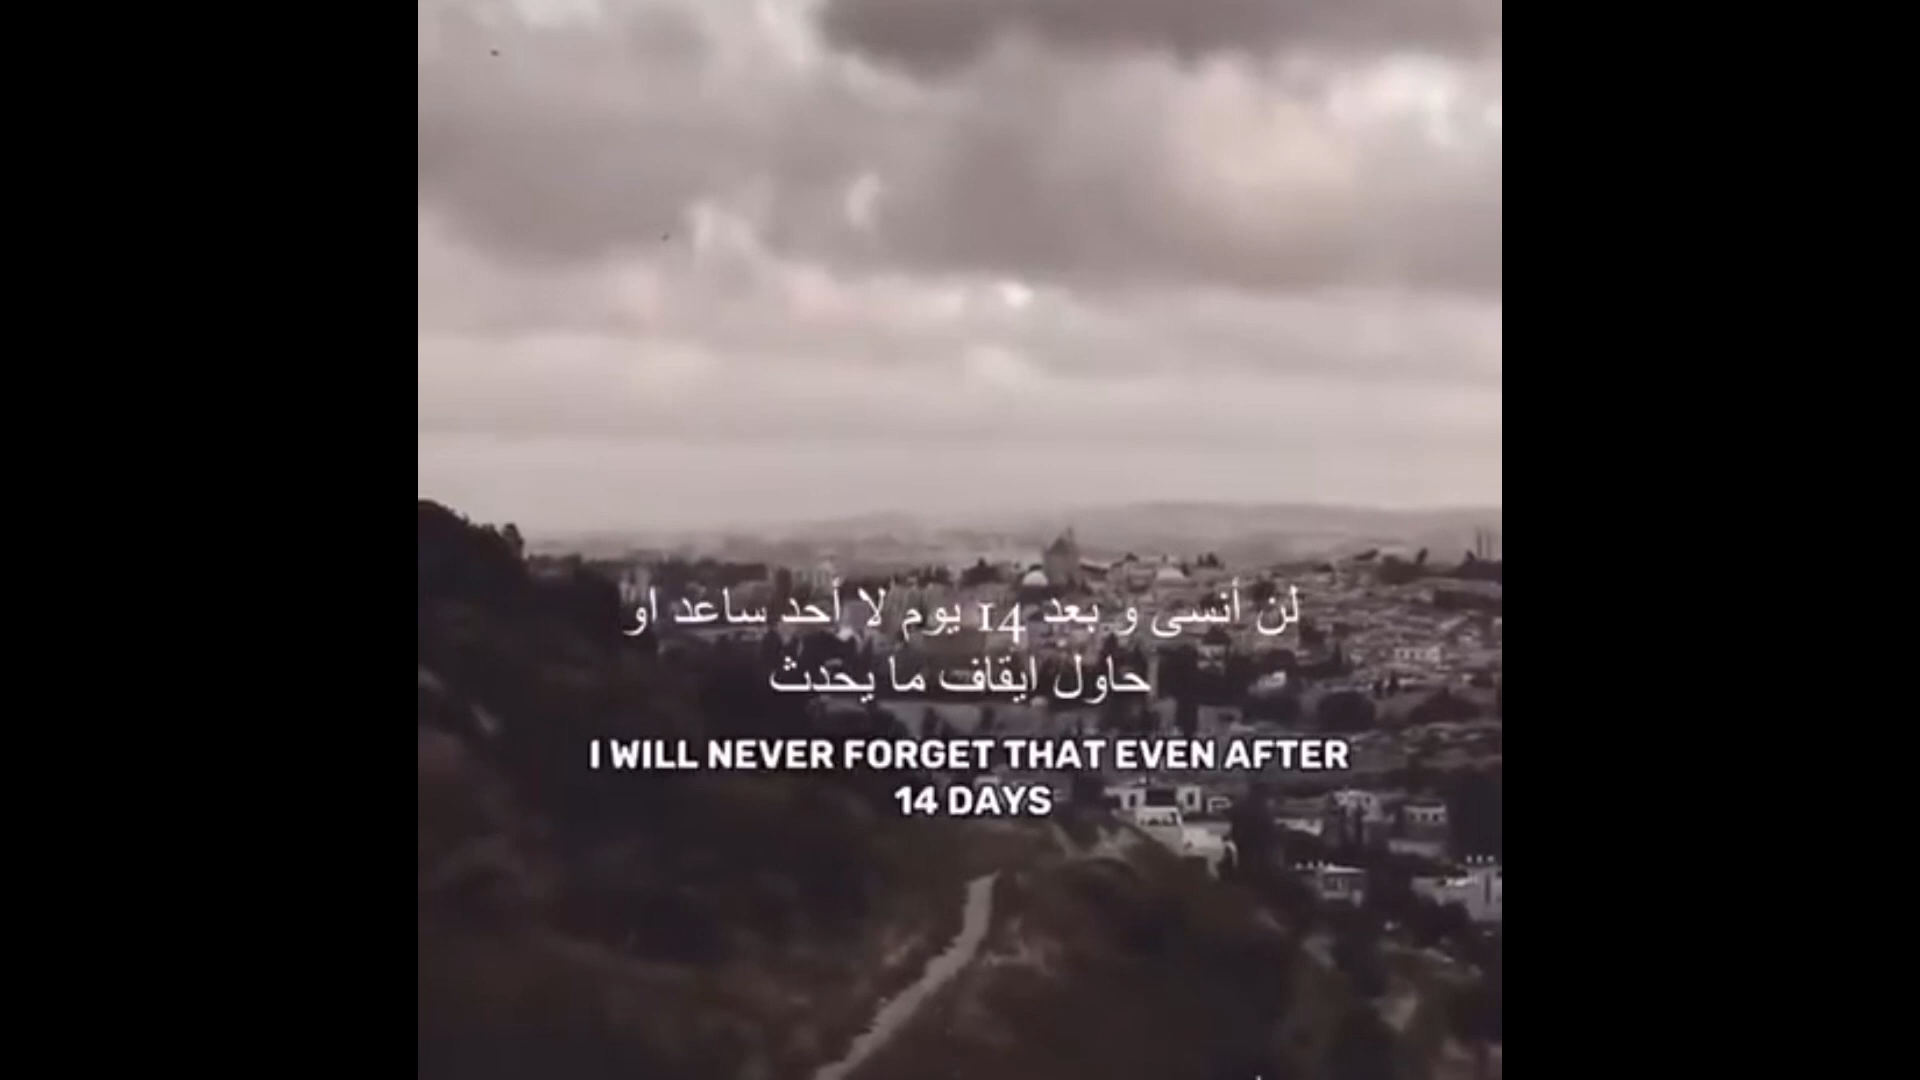 لن أنسى و بعد 14 يوم لا أحد ساعد او
حاول ايقاف ما يحدث
I WILL NEVER FORGET THAT EVEN AFTER
14 DAYS